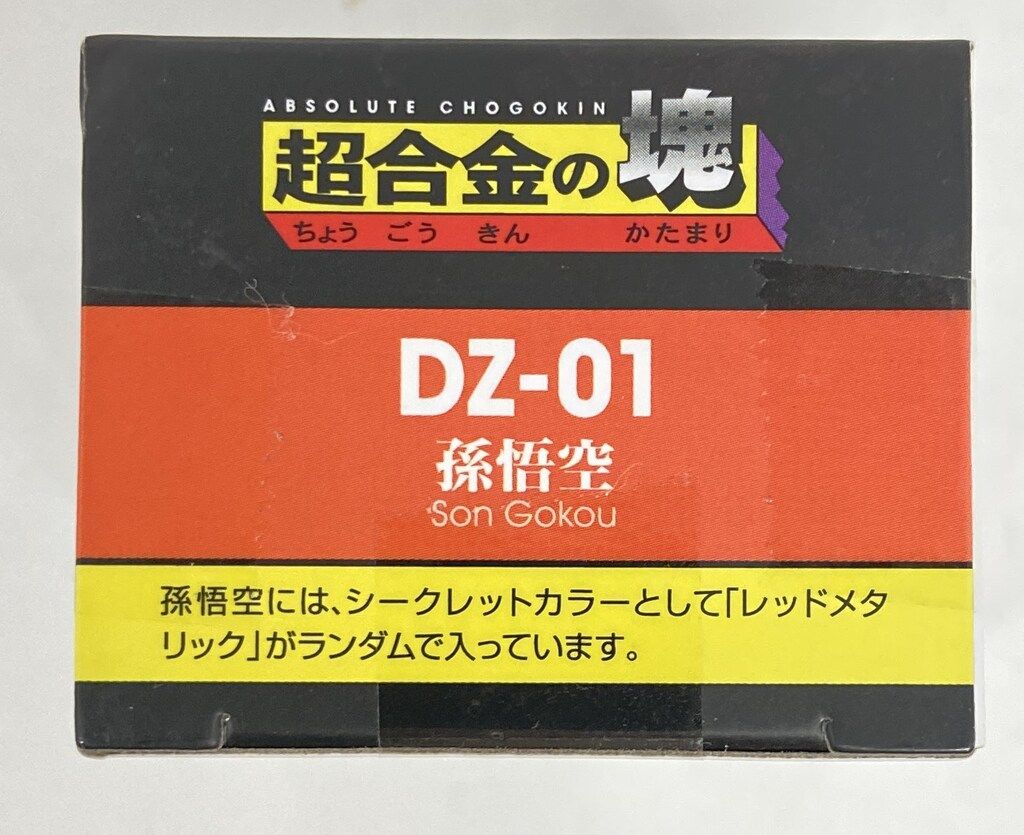 ABSOLUTE CHOGOKIN
超合金の塊
ちょう ごう きん かたまり
DZ-01
孫悟空
Son Gokou
孫悟空には、シークレットカラーとして「レッドメタ
リック」がランダムで入っています。